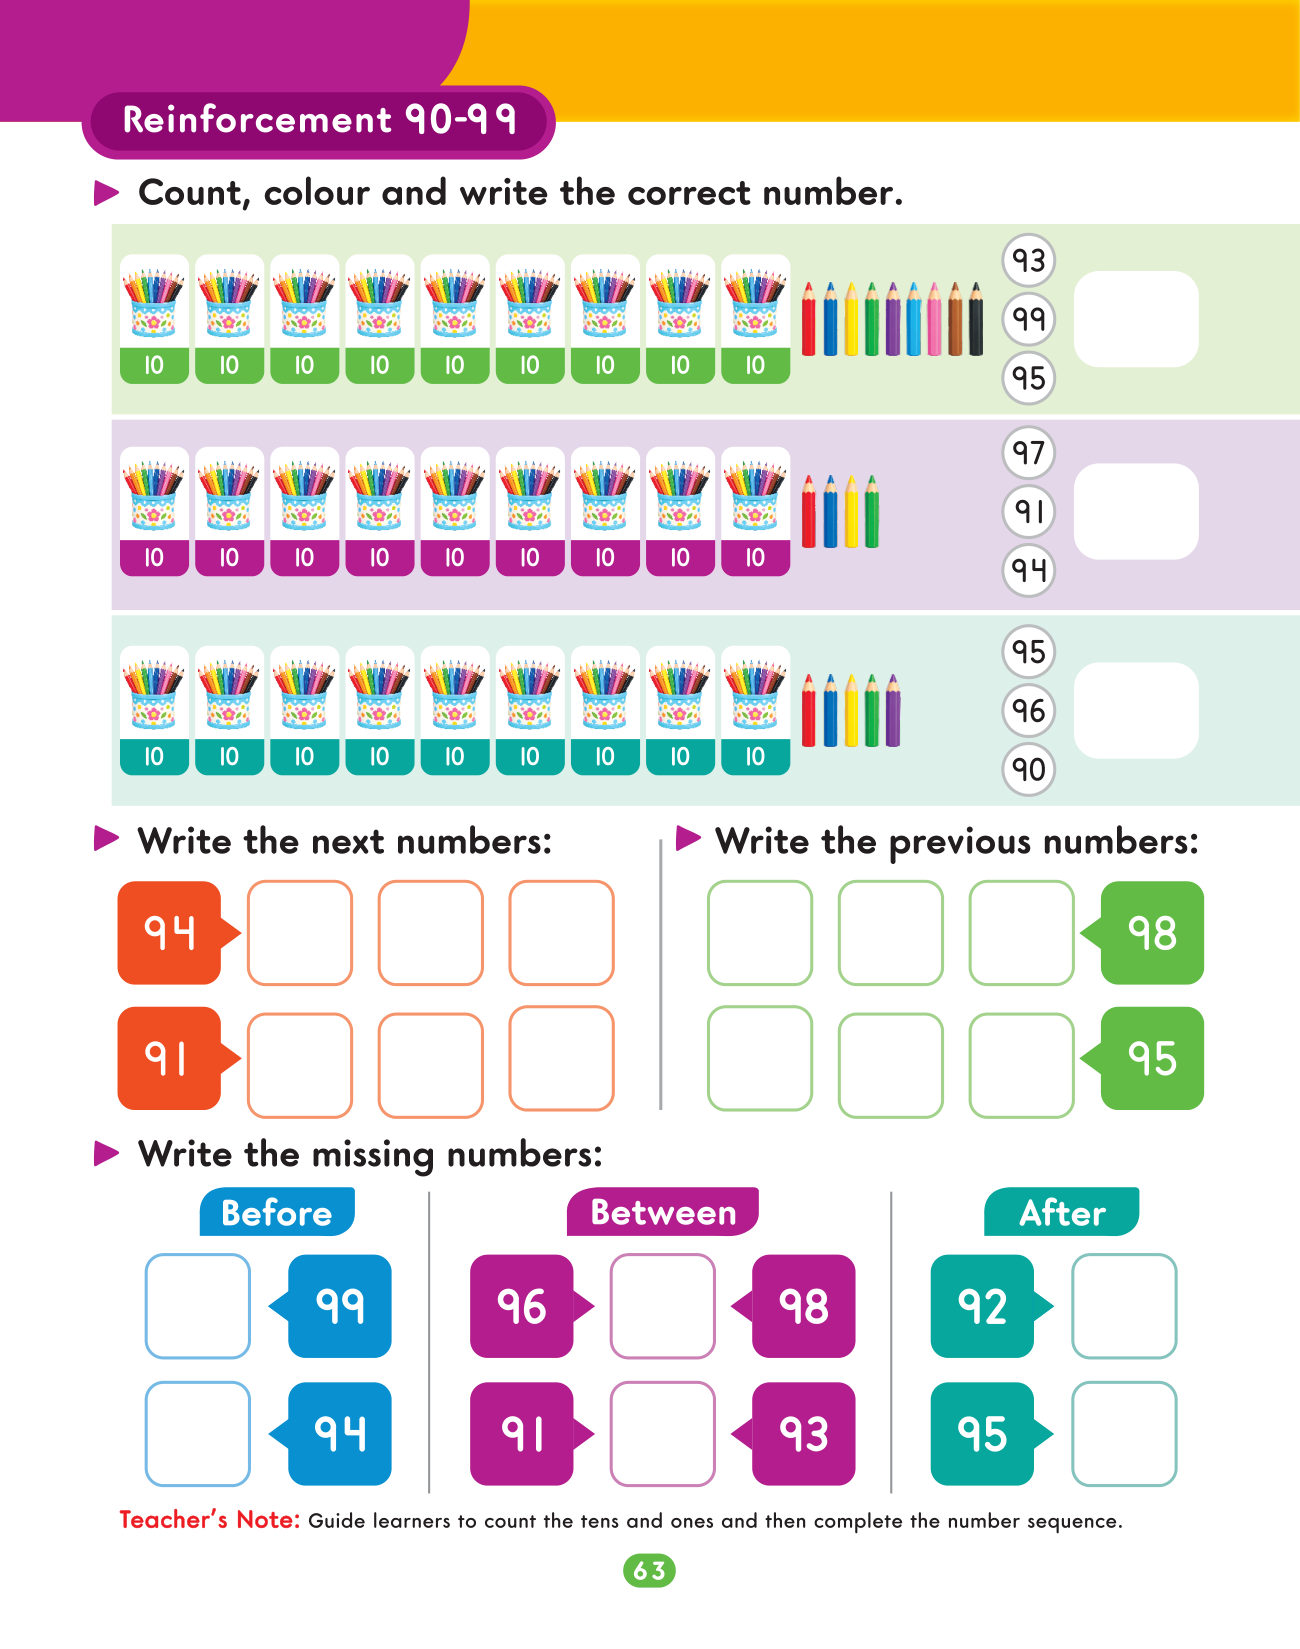 Reinforcement 90-99
Count, colour and write the correct number.
10 10 10 10 10 10 10 10 10
93
99
95
10 10 10 10 10 10 10 10 10
97
91
94
10 10 10 10 10 10 10 10 10
95
96
90
Write the next numbers:
94
91
Write the previous numbers:
98
95
Write the missing numbers:
Before
99
94
Between
96 98
91 93
After
92
95
Teacher's Note: Guide learners to count the tens and ones and then complete the number sequence.
63